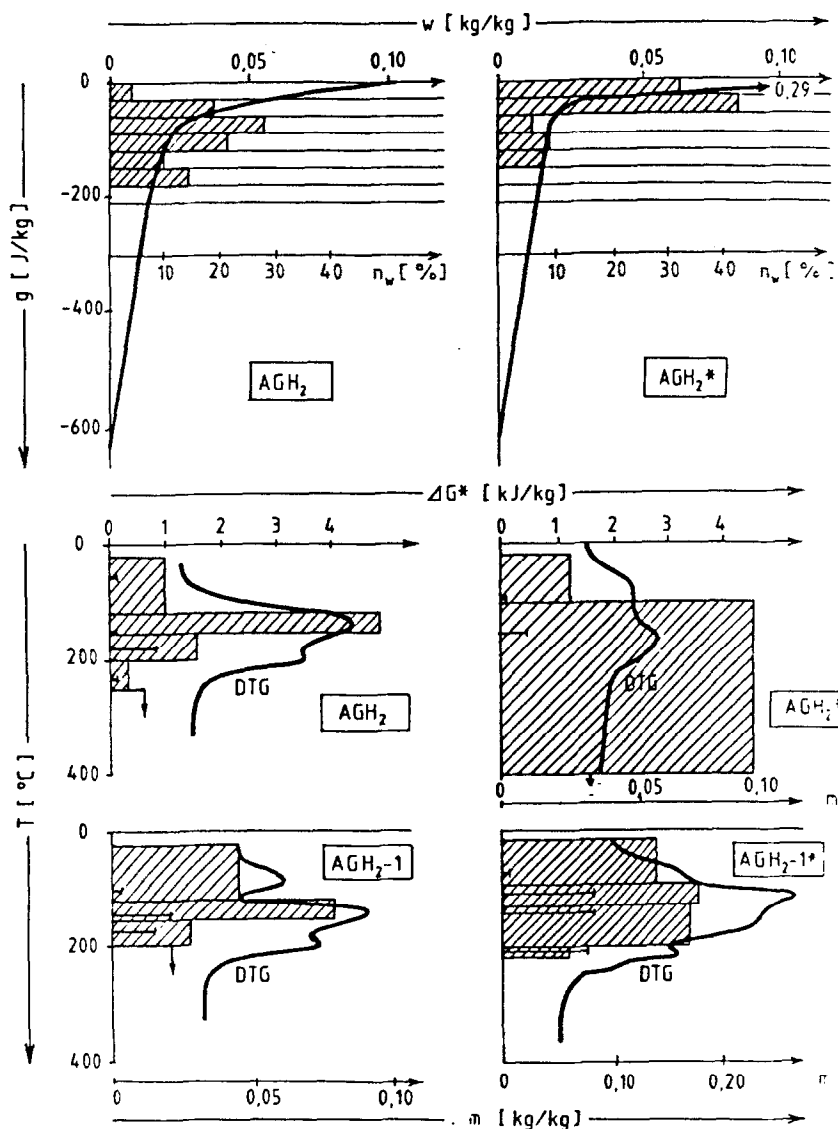 w [kg/kg]
0 0,05 0,10
0 0,05 0,10
0
-200
-400
-600
g [J/kg]
0,29
10 20 30 n_w [%]
0 10 20 30 40 n_w [%]
AGH₂
AGH₂*
ΔG* [kJ/kg]
0 1 2 3 4
0 1 2 3 4
0
200
400
T [°C]
DTG
AGH₂
DTG
AGH₂*
0 0,05 0,10
m
0
200
400
AGH₂-1
DTG
AGH₂-1*
DTG
0 0,05 0,10
0 0,10 0,20 m
m [kg/kg]